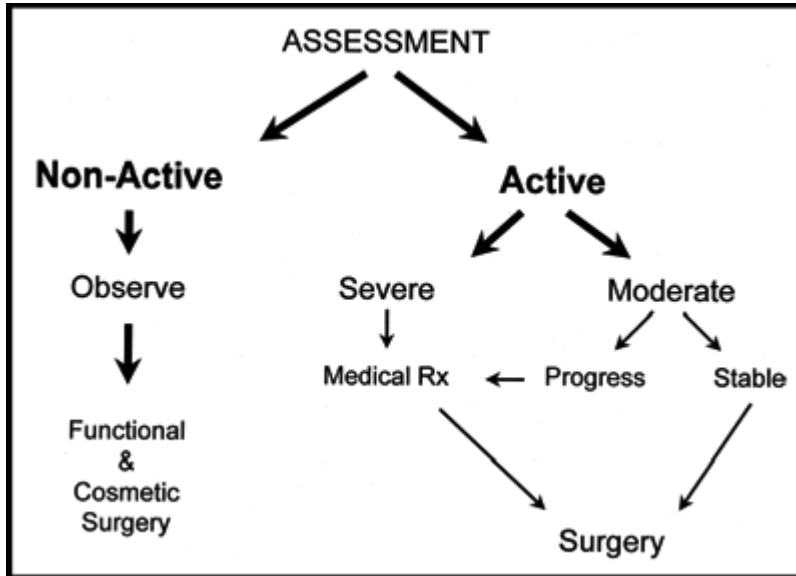 ASSESSMENT
Non-Active
Active
Observe
Severe
Moderate
Medical Rx
Progress
Stable
Functional
&
Cosmetic
Surgery
Surgery